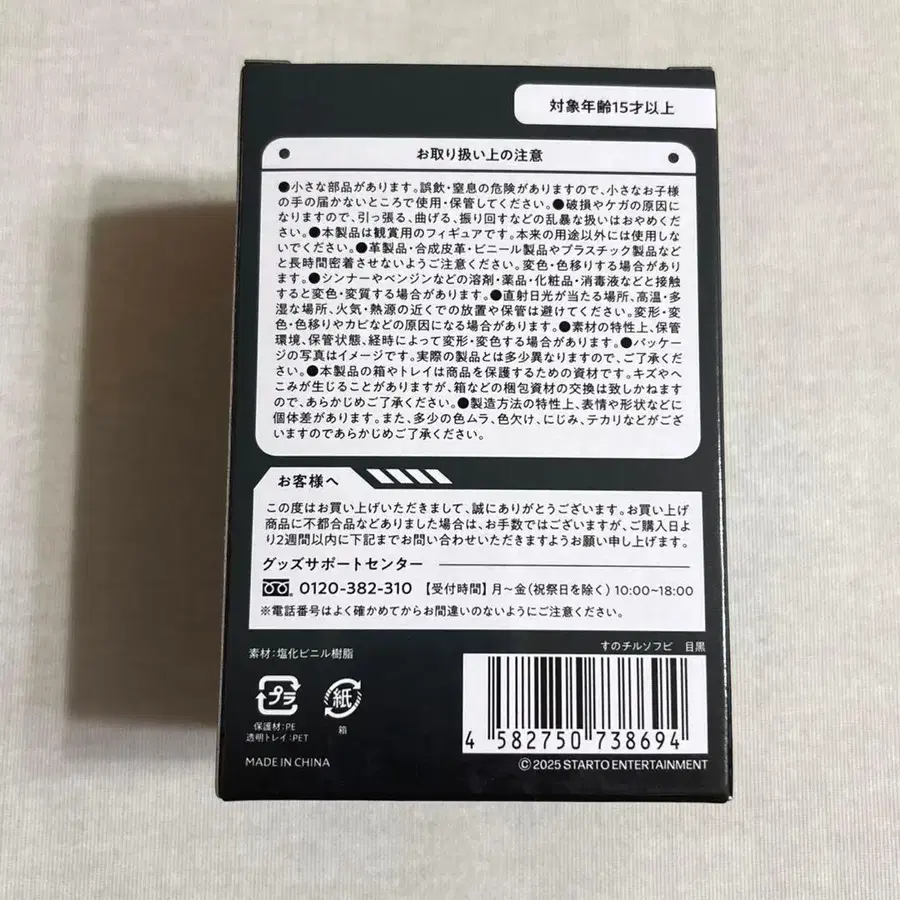 対象年齢15才以上
お取り扱い上の注意
●小さな部品があります。誤飲・窒息の危険がありますので、小さなお子様
の手の届かないところで使用・保管してください。●破損やケガの原因に
なりますので、引っ張る、曲げる、振り回すなどの乱暴な扱いはおやめくだ
さい。●本製品は観賞用のフィギュアです。本来の用途以外には使用しな
いでください。●革製品・合成皮革・ビニール製品やプラスチック製品など
と長時間密着させないようご注意ください。変色・色移りする場合がありま
す。●シンナーやベンジンなどの溶剤・薬品・化粧品・消毒液などと接触
すると変色・変質する場合があります。●直射日光が当たる場所、高温・多
湿な場所、火気・熱源の近くでの放置や保管は避けてください。変形・変
色・色移りやカビなどの原因になる場合があります。●素材の特性上、保管
環境、保管状態、経時によって変形・変色する場合があります。●パッケ
ージの写真はイメージです。実際の製品とは多少異なりますので、ご了承くだ
さい。●本製品の箱やトレイは商品を保護するための資材です。キズやへ
こみが生じることがありますが、箱などの梱包資材の交換は致しかねます
ので、あらかじめご了承ください。●製造方法の特性上、表情や形状などに
個体差があります。また、多少の色ムラ、色欠け、にじみ、テカリなどがござ
いますのであらかじめご了承ください。
お客様へ
この度はお買い上げいただきまして、誠にありがとうございます。お買い上げ
商品に不都合品などありました場合は、お手数ではございますが、ご購入日よ
り2週間以内に下記までお問い合わせいただきますようお願い申し上げます。
グッズサポートセンター
0120-382-310 【受付時間】月〜金(祝祭日を除く)10:00~18:00
※電話番号はよく確かめてからお間違いのないようにご注意ください。
素材:塩化ビニル樹脂
すのチルソフビ 目黒
プラ
紙
保護材:PE
透明トレイ:PET
箱
4 582750 738694
MADE IN CHINA
©2025 STARTO ENTERTAINMENT